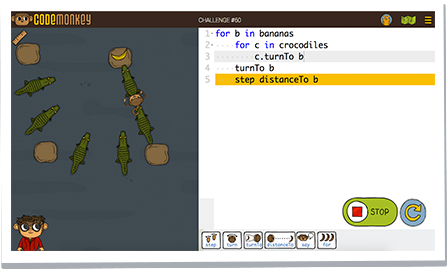 CODEMONKEY
CHALLENGE #60
1 for b in bananas
2 for c in crocodiles
3 c.turnTo b
4 turnTo b
5 step distanceTo b
STOP
step turn turnTo distanceTo say for